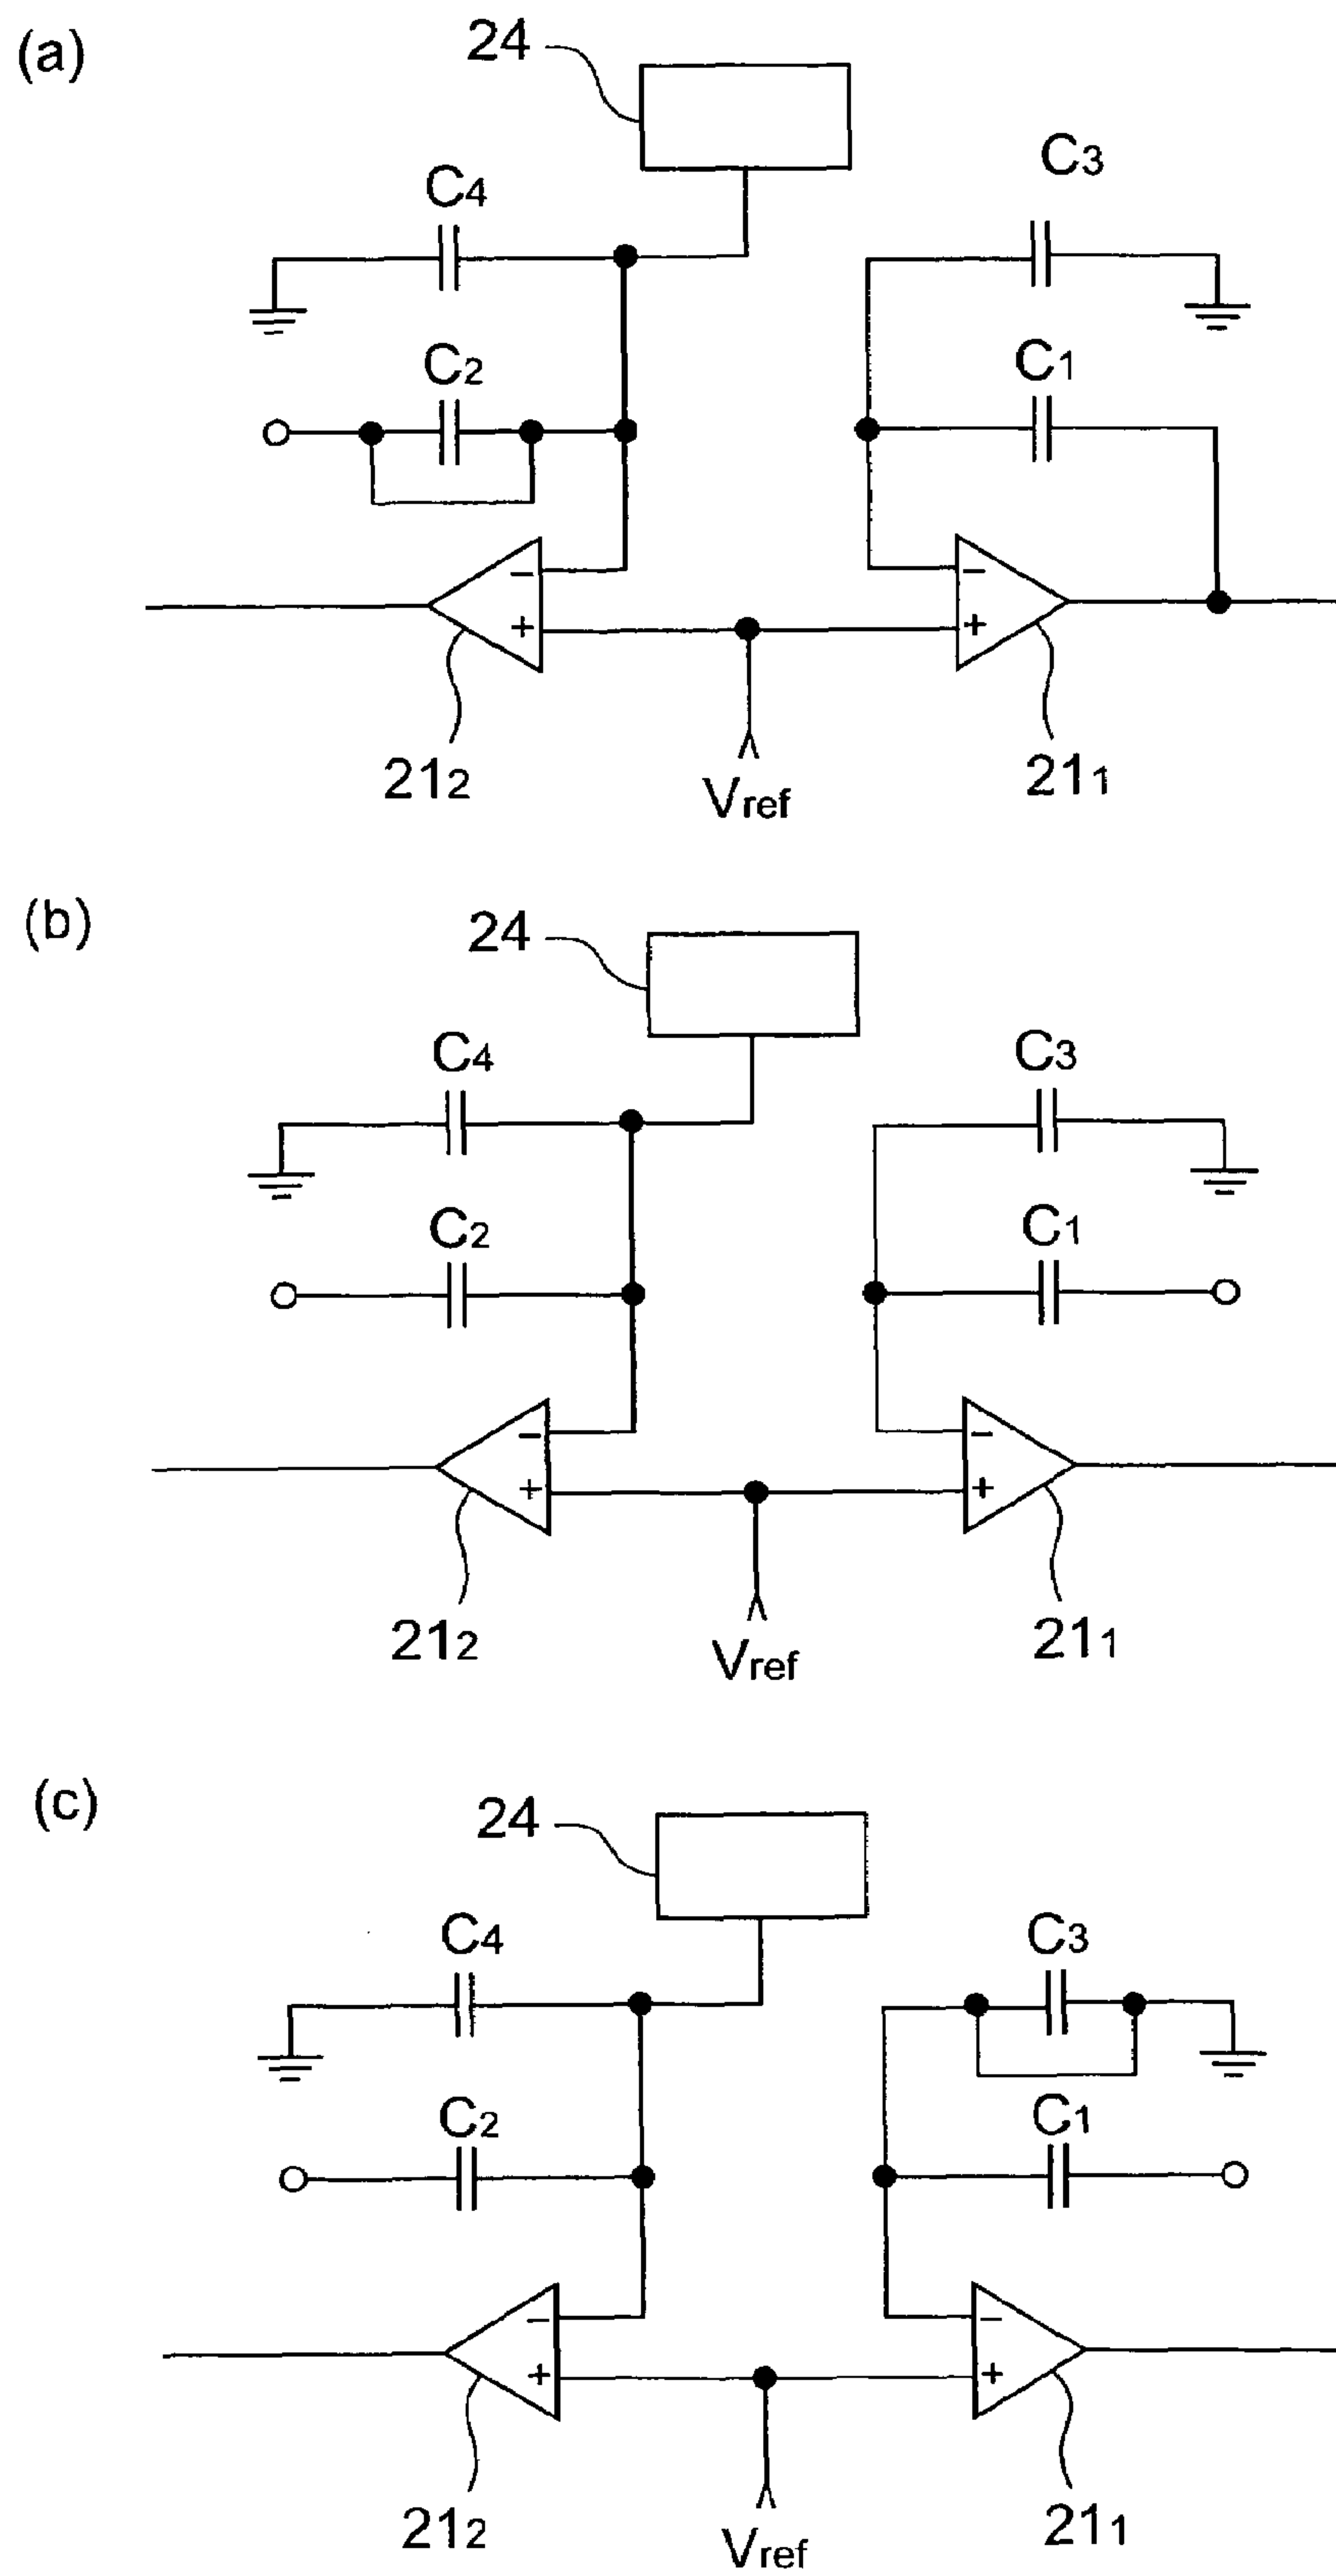 (a)
24
C4
C3
C2
C1
−
−
+
+
212
Vref
211
(b)
24
C4
C3
C2
C1
−
−
+
+
212
Vref
211
(c)
24
C4
C3
C2
C1
−
−
+
+
212
Vref
211